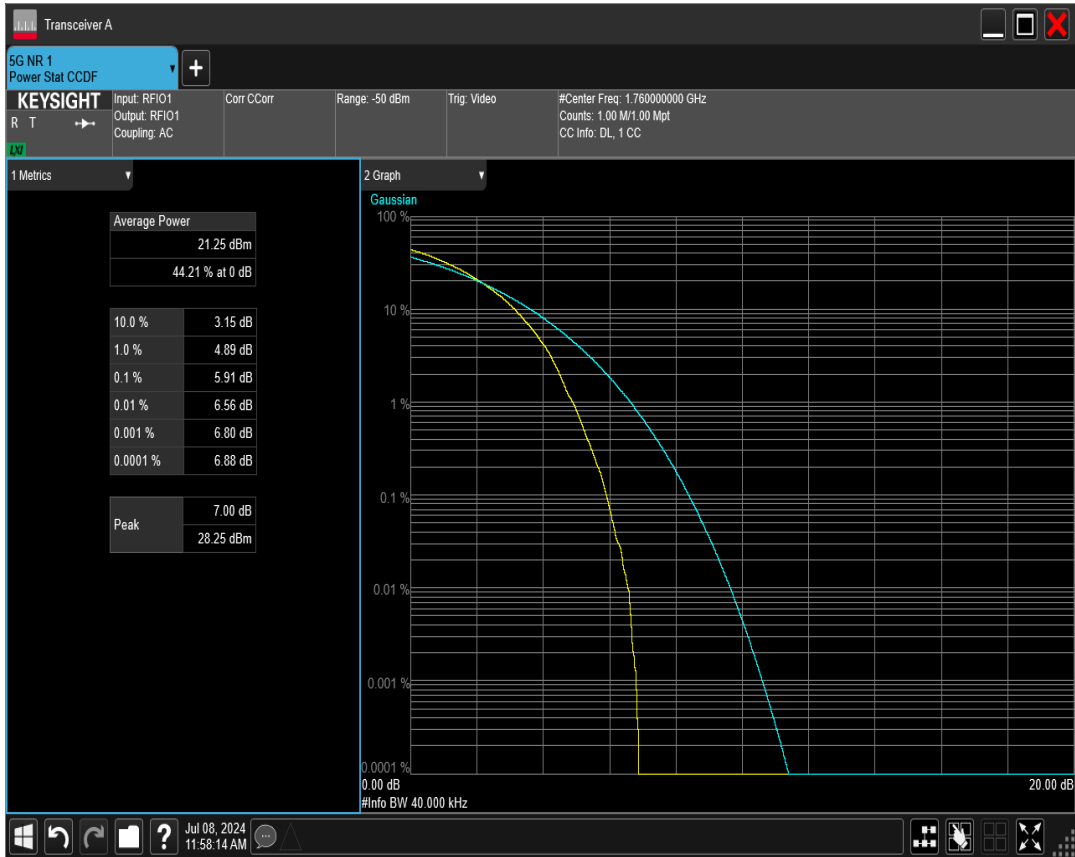 Transceiver A
5G NR 1
Power Stat CCDF
+
KEYSIGHT
R T
LXI
Input: RFIO1
Output: RFIO1
Coupling: AC
Corr CCorr
Range: -50 dBm
Trig: Video
#Center Freq: 1.760000000 GHz
Counts: 1.00 M/1.00 Mpt
CC Info: DL, 1 CC
1 Metrics
Average Power
21.25 dBm
44.21 % at 0 dB
10.0 % 3.15 dB
1.0 % 4.89 dB
0.1 % 5.91 dB
0.01 % 6.56 dB
0.001 % 6.80 dB
0.0001 % 6.88 dB
Peak 7.00 dB
28.25 dBm
2 Graph
Gaussian
100 %
10 %
1 %
0.1 %
0.01 %
0.001 %
0.0001 %
0.00 dB 20.00 dB
#Info BW 40.000 kHz
?
Jul 08, 2024
11:58:14 AM